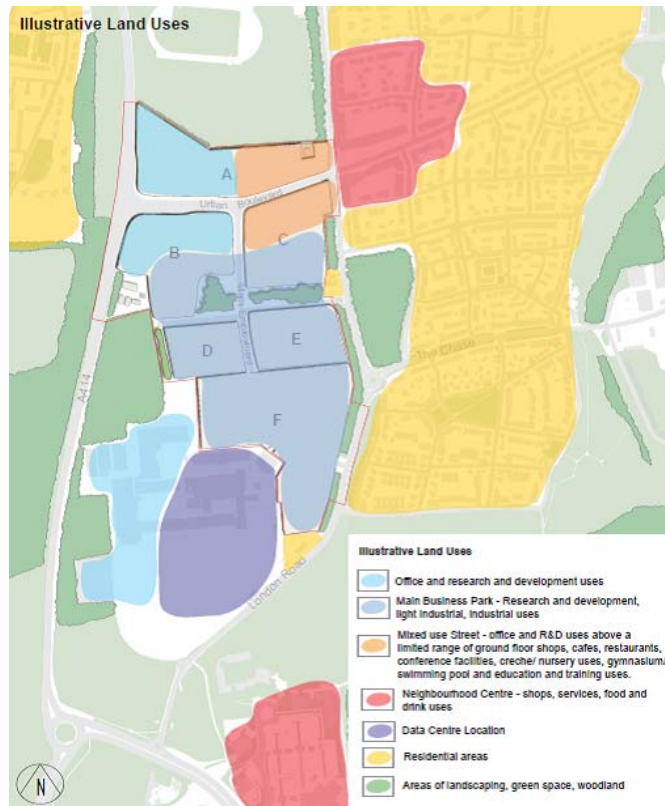 Illustrative Land Uses
A
Urban Boulevard
B
C
D
E
The Chase
A414
F
London Road
Illustrative Land Uses
Office and research and development uses
Main Business Park - Research and development,
light industrial, industrial uses
Mixed use Street - office and R&D uses above a
limited range of ground floor shops, cafes, restaurants,
conference facilities, creche/ nursery uses, gymnasium/
swimming pool and education and training uses.
Neighbourhood Centre - shops, services, food and
drink uses
Data Centre Location
Residential areas
Areas of landscaping, green space, woodland
N